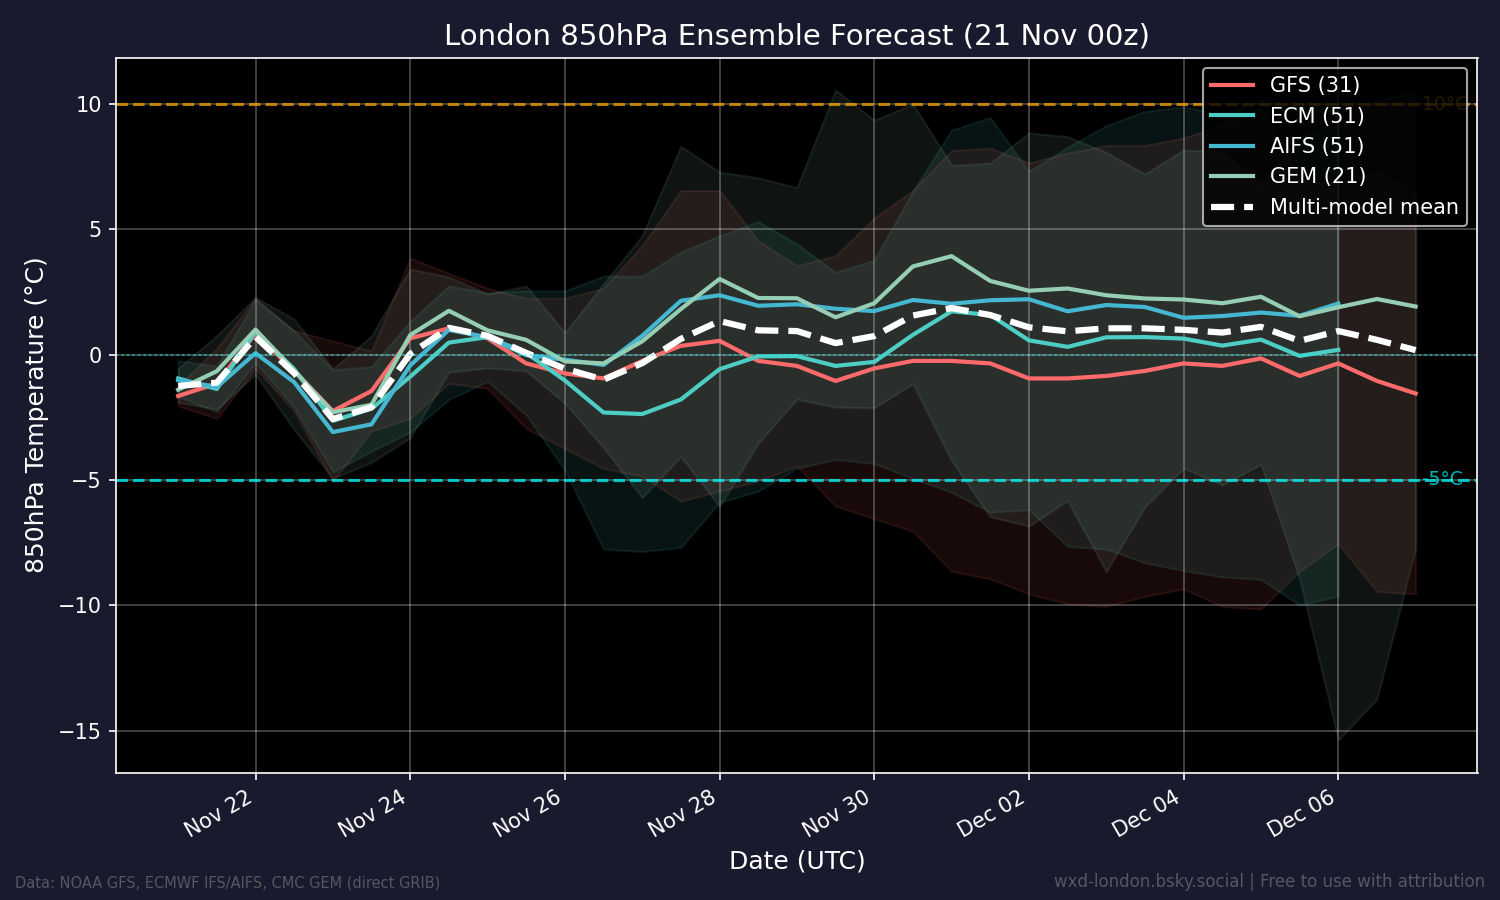 London 850hPa Ensemble Forecast (21 Nov 00z)
GFS (31)
ECM (51)
AIFS (51)
GEM (21)
Multi-model mean
10°C
-5°C
850hPa Temperature (°C)
10
5
0
−5
−10
−15
Nov 22
Nov 24
Nov 26
Nov 28
Nov 30
Dec 02
Dec 04
Dec 06
Date (UTC)
Data: NOAA GFS, ECMWF IFS/AIFS, CMC GEM (direct GRIB)
wxd-london.bsky.social | Free to use with attribution